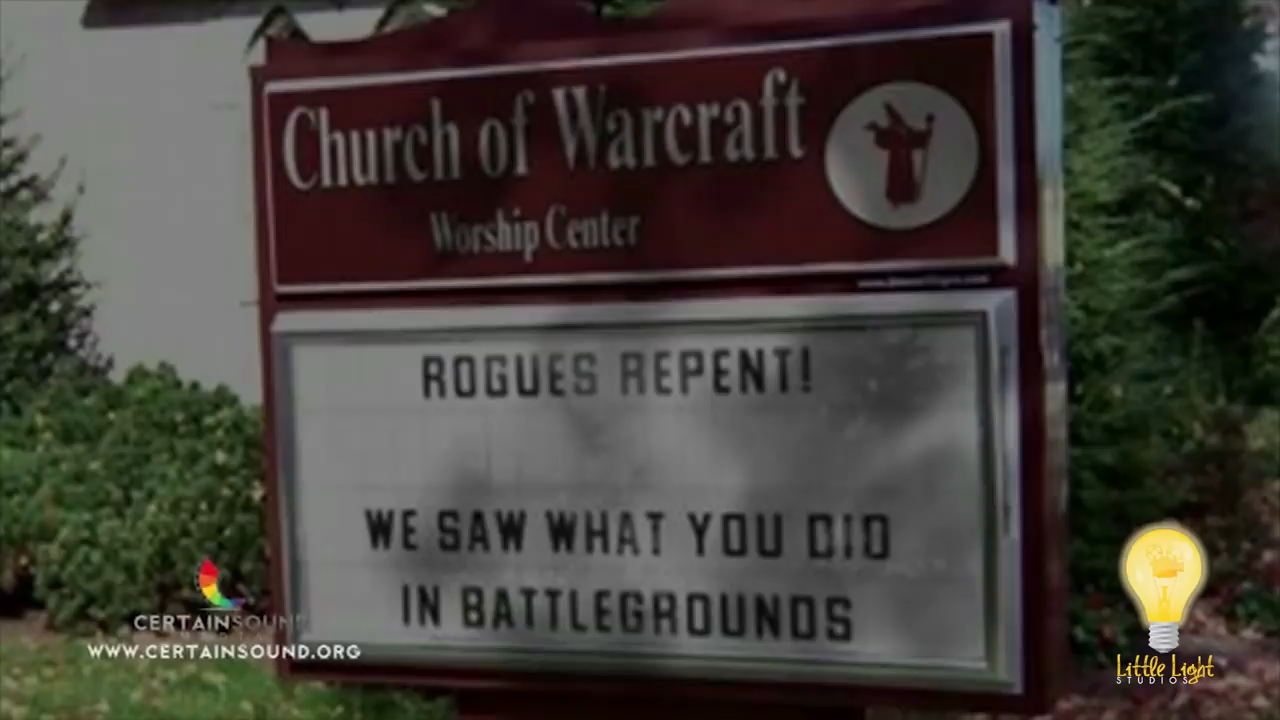 Church of Warcraft
Worship Center
ROGUES REPENT!
WE SAW WHAT YOU DID
IN BATTLEGROUNDS
CERTAINSOUND
WWW.CERTAINSOUND.ORG
Little Light
STUDIOS